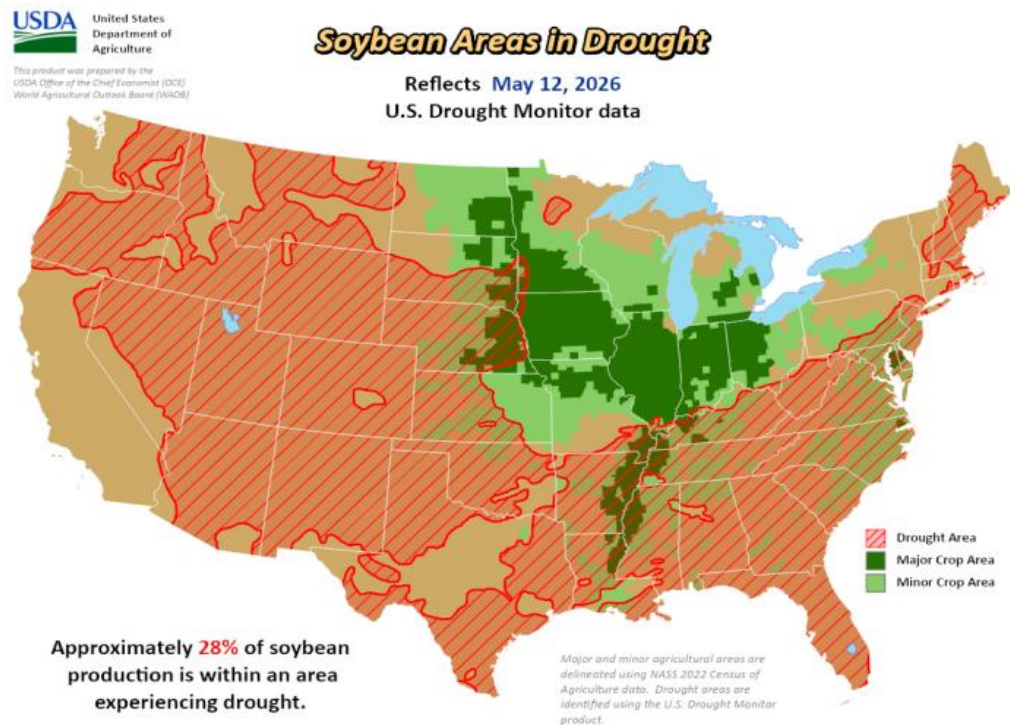 USDA
United States
Department of
Agriculture
This product was prepared by the
USDA Office of the Chief Economist (OCE)
World Agricultural Outlook Board (WAOB)
Soybean Areas in Drought
Reflects May 12, 2026
U.S. Drought Monitor data
Drought Area
Major Crop Area
Minor Crop Area
Approximately 28% of soybean
production is within an area
experiencing drought.
Major and minor agricultural areas are
delineated using NASS 2022 Census of
Agriculture data. Drought areas are
identified using the U.S. Drought Monitor
product.